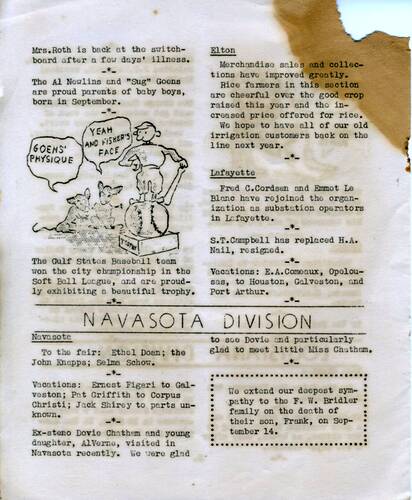 Mrs.Roth is back at the switch-
board after a few days' illness.
-*-
The Al Newlins and "Sug" Goens
are proud parents of baby boys,
born in September.
-*-
GOENS'
PHYSIQUE
YEAH
AND FISHER'S
FACE
The Gulf States Baseball team
won the city championship in the
Soft Ball League, and are proud-
ly exhibiting a beautiful trophy.
-*-
Elton
Merchandise sales and collec-
tions have improved greatly.
Rice farmers in this section
are cheerful over the good crop
raised this year and the in-
creased price offered for rice.
We hope to have all of our old
irrigation customers back on the
line next year.
-*-
Lafayette
Fred C.Cordsen and Emmot Le
Blanc have rejoined the organ-
ization as substation operators
in Lafayette.
S.T.Campbell has replaced H.A.
Nail, resigned.
Vacations: E.A.Comeaux, Opelou-
sas, to Houston, Galveston, and
Port Arthur.
NAVASOTA DIVISION
Navasota
To the fair: Ethel Doan; the
John Knapps; Selma Schow.
-*-
Vacations: Ernest Figari to Gal-
veston; Pat Griffith to Corpus
Christi; Jack Shirey to parts un-
known.
-*-
Ex-steno Dovie Chatham and young
daughter, AlVerne, visited in
Navasota recently. We were glad
to see Dovie and particularly
glad to meet little Miss Chatham.
-*-
We extend our deepest sym-
pathy to the F. W. Bridler
family on the death of
their son, Frank, on Sep-
tember 14.